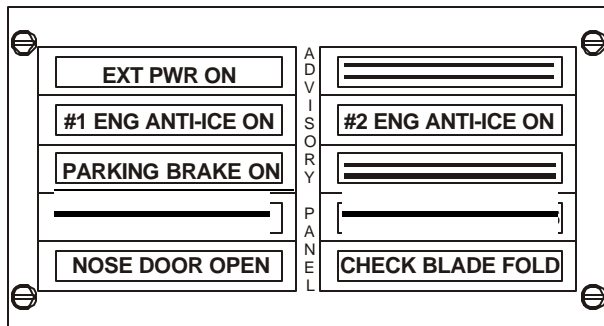 EXT PWR ON
#1 ENG ANTI-ICE ON
PARKING BRAKE ON
NOSE DOOR OPEN
ADVISORY PANEL
#2 ENG ANTI-ICE ON
CHECK BLADE FOLD